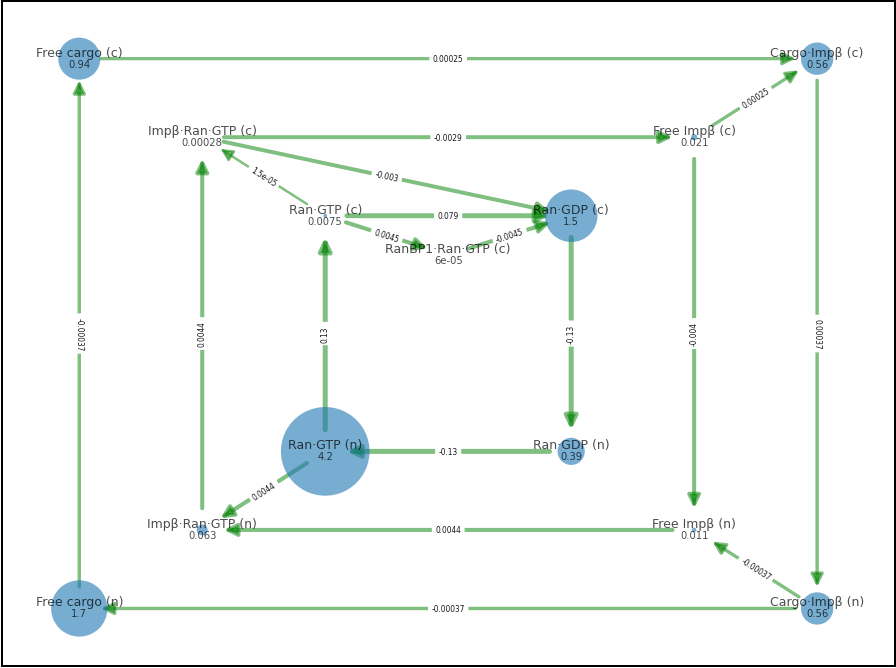 Free cargo (c)
0.94
0.00025
Cargo·Impβ (c)
0.56
0.00025
Impβ·Ran·GTP (c)
0.00028
-0.0029
Free Impβ (c)
0.021
-0.003
1.5e-05
Ran·GTP (c)
0.0075
0.079
Ran·GDP (c)
1.5
0.0045
-0.0045
RanBP1·Ran·GTP (c)
6e-05
-0.00037
0.0044
0.13
-0.13
-0.004
0.00037
Ran·GTP (n)
4.2
-0.13
Ran·GDP (n)
0.39
0.0044
Impβ·Ran·GTP (n)
0.063
0.0044
Free Impβ (n)
0.011
-0.00037
Free cargo (n)
1.7
-0.00037
Cargo·Impβ (n)
0.56